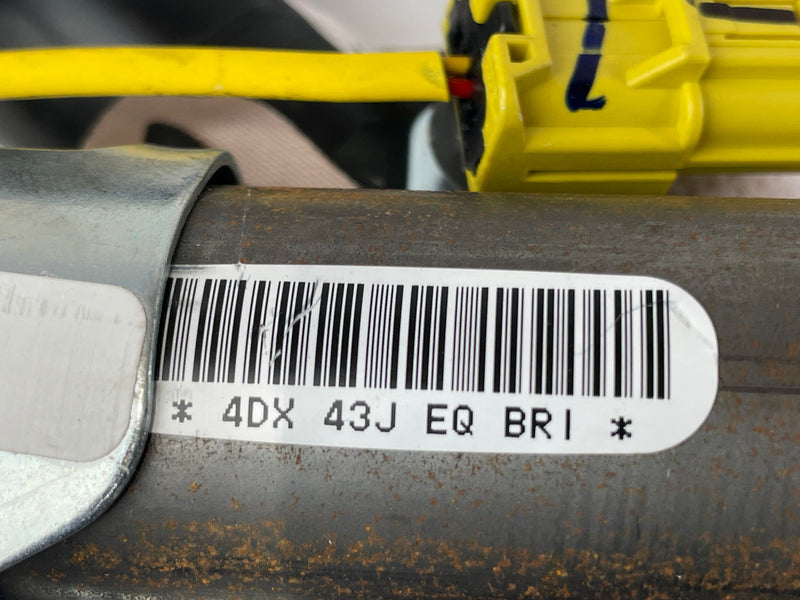 * 4DX 43J EQ BRI *